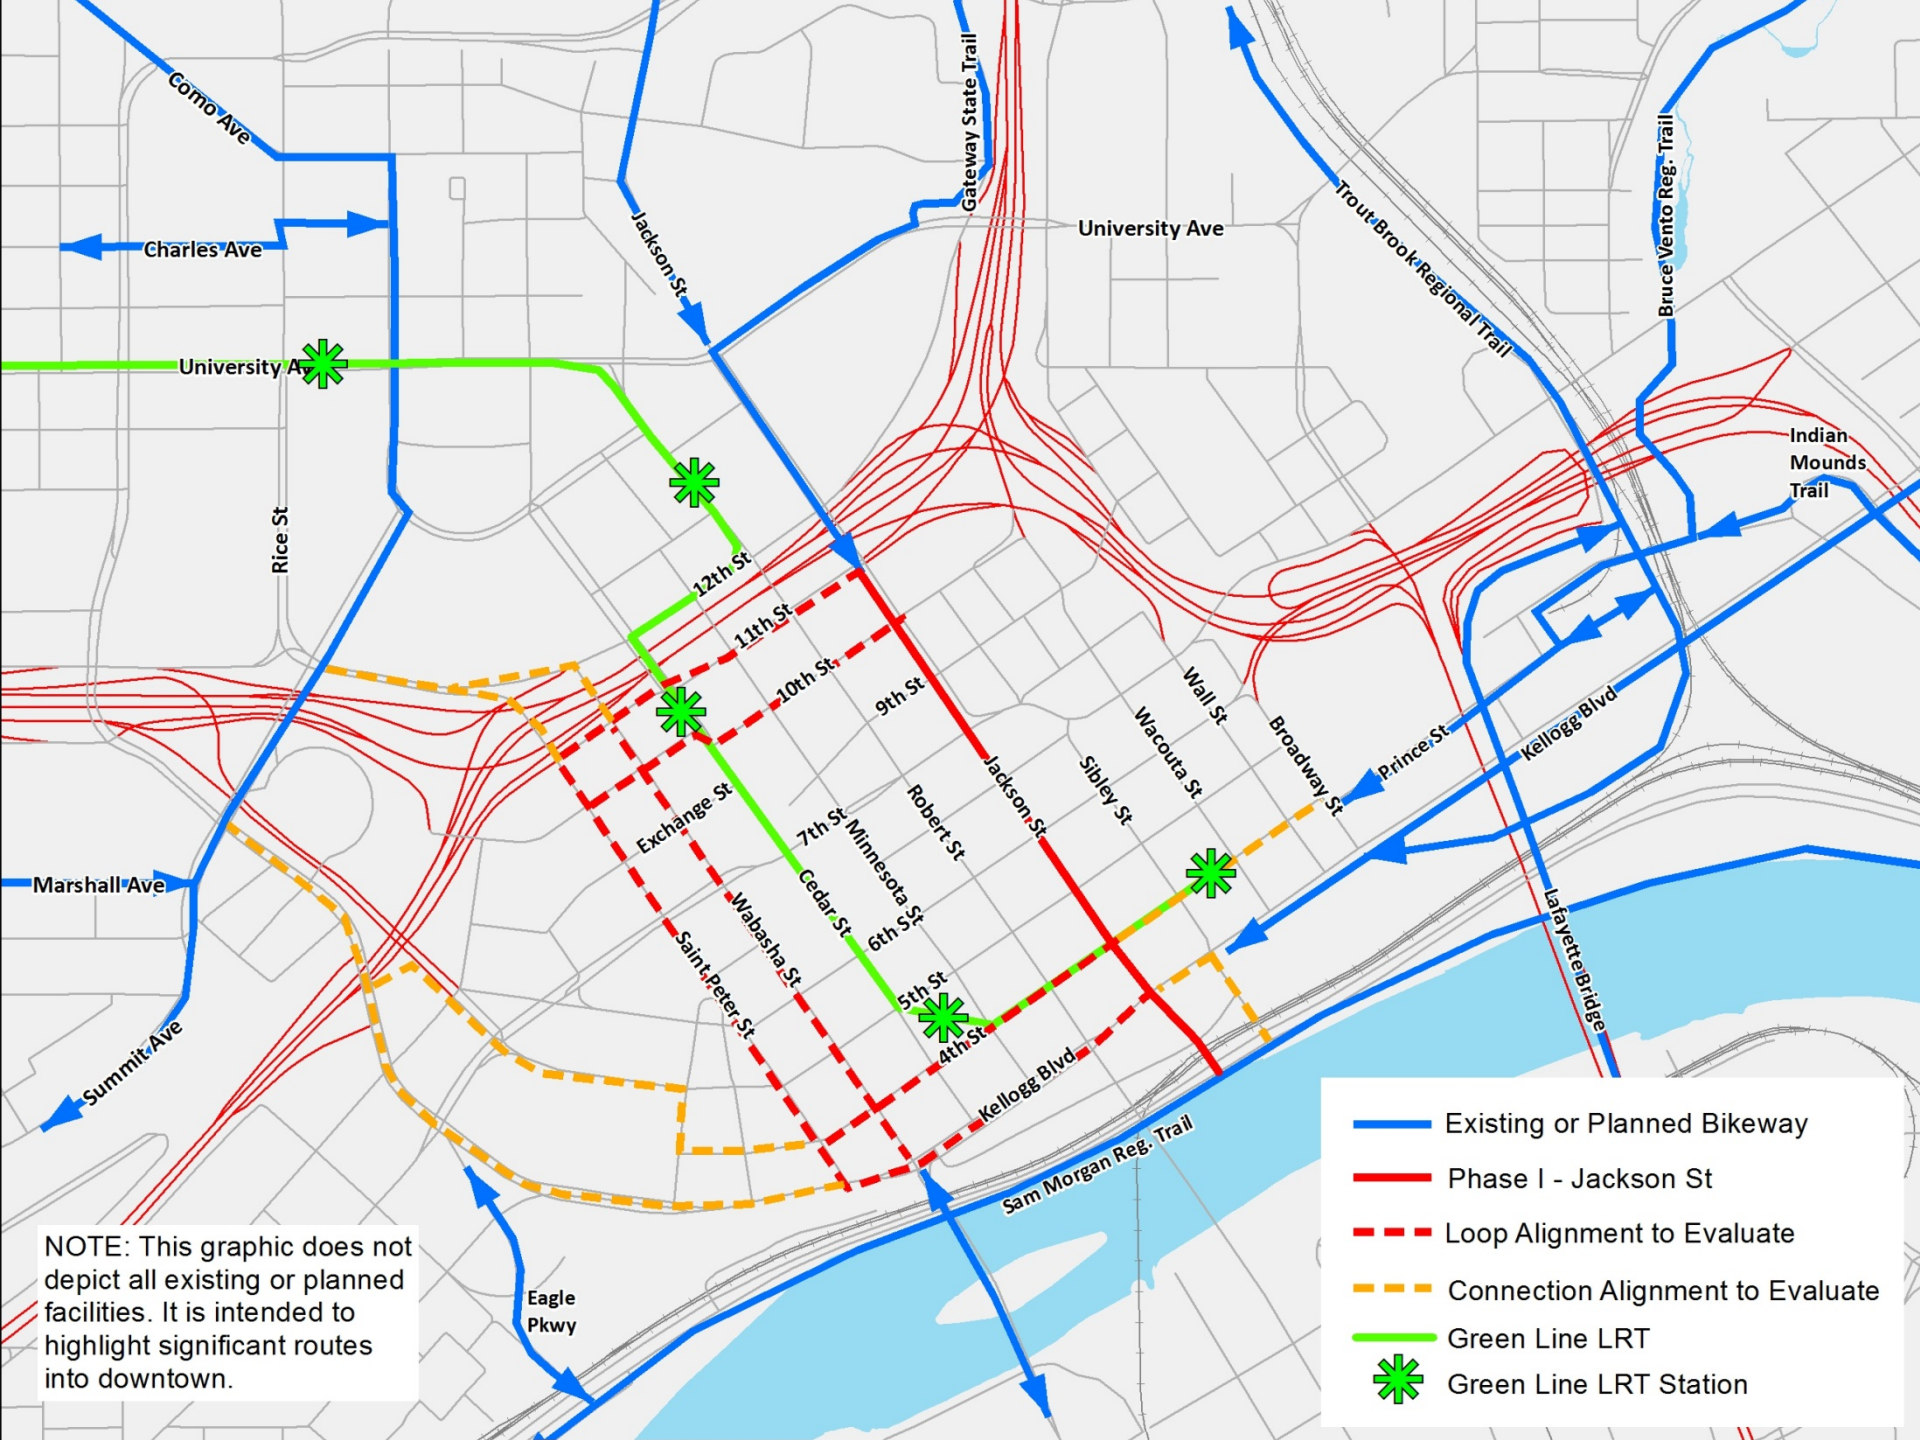 Como Ave
Gateway State Trail
Bruce Vento Reg. Trail
Trout Brook Regional Trail
Jackson St
University Ave
Charles Ave
University A
Indian
Mounds
Trail
Rice St
12th St
11th St
10th St
9th St
Wall St
Wacouta St
Broadway St
Sibley St
Prince St
Kellogg Blvd
Jackson St
Robert St
Exchange St
7th St
Minnesota St
Cedar St
6th St
Marshall Ave
Wabasha St
Saint Peter St
5th St
4th St
Kellogg Blvd
Lafayette Bridge
Summit Ave
Sam Morgan Reg. Trail
Eagle
Pkwy
NOTE: This graphic does not
depict all existing or planned
facilities. It is intended to
highlight significant routes
into downtown.
Existing or Planned Bikeway
Phase I - Jackson St
Loop Alignment to Evaluate
Connection Alignment to Evaluate
Green Line LRT
Green Line LRT Station